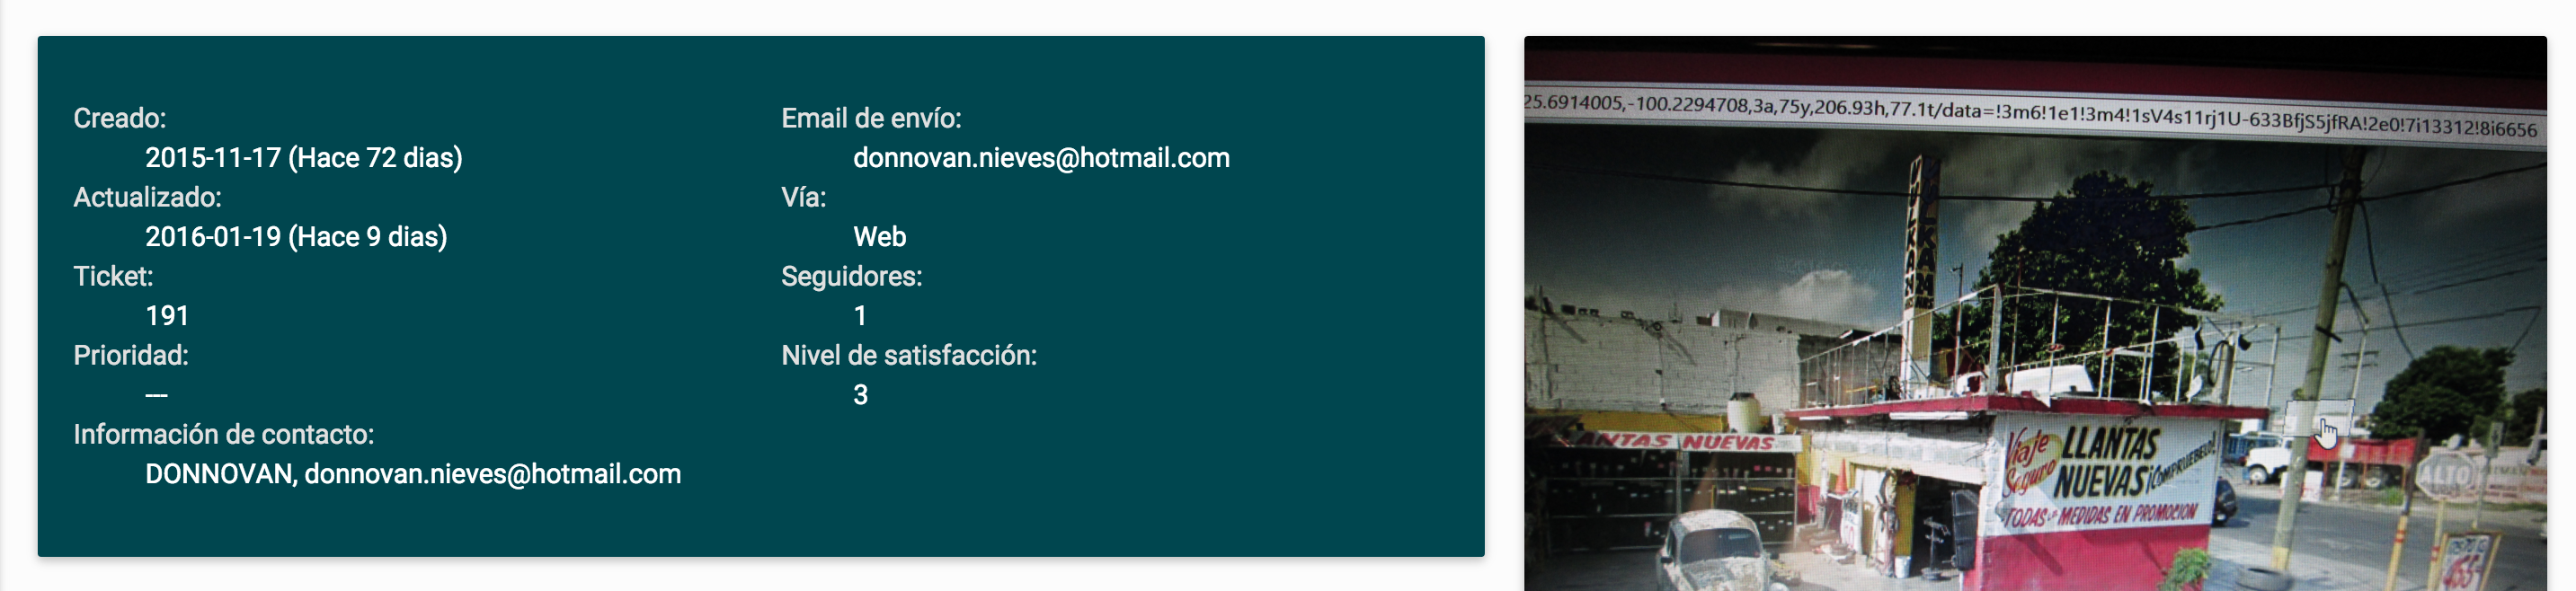 Creado:
2015-11-17 (Hace 72 dias)
Actualizado:
2016-01-19 (Hace 9 dias)
Ticket:
191
Prioridad:
---
Información de contacto:
DONNOVAN, donnovan.nieves@hotmail.com
Email de envío:
donnovan.nieves@hotmail.com
Vía:
Web
Seguidores:
1
Nivel de satisfacción:
3
25.6914005,-100.2294708,3a,75y,206.93h,77.1t/data=!3m6!1e1!3m4!1sV4s11rj1U-633BfjS5jfRA!2e0!7i13312!8i6656
LLANTAS NUEVAS
Viaje Seguro
LLANTAS
NUEVAS ¡COMPRUEBELO!
TODAS LAS MEDIDAS EN PROMOCION
ALTO